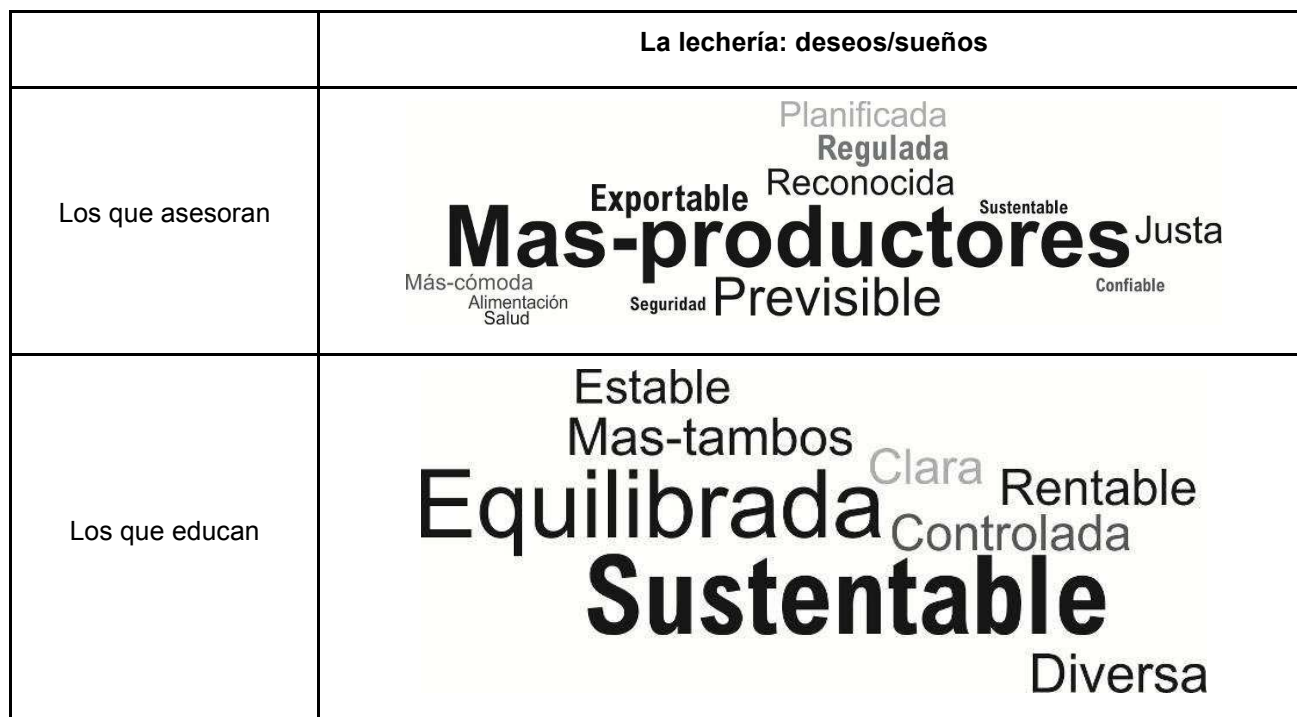 La lechería: deseos/sueños
Los que asesoran
Planificada
Regulada
Reconocida
Exportable
Sustentable
Mas-productores
Justa
Más-cómoda
Alimentación
Salud
Seguridad
Previsible
Confiable
Los que educan
Estable
Mas-tambos
Clara
Rentable
Equilibrada
Controlada
Sustentable
Diversa